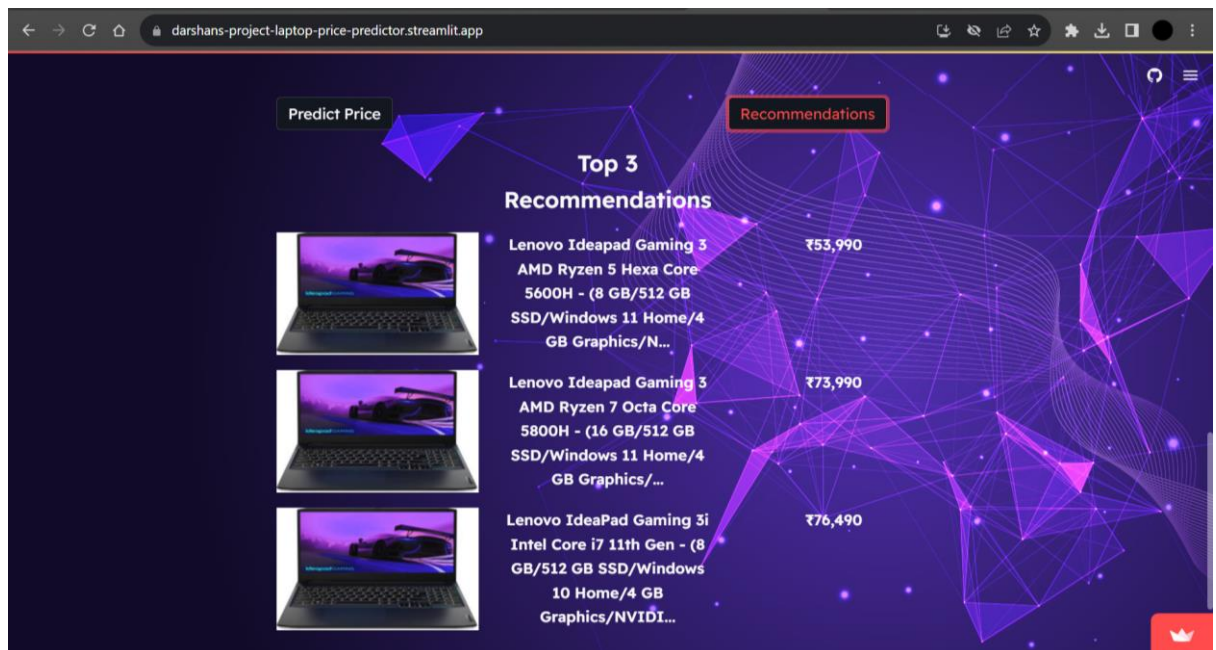 darshans-project-laptop-price-predictor.streamlit.app
Predict Price
Recommendations
Top 3
Recommendations
Lenovo Ideapad Gaming 3
AMD Ryzen 5 Hexa Core
5600H - (8 GB/512 GB
SSD/Windows 11 Home/4
GB Graphics/N...
₹53,990
Lenovo Ideapad Gaming 3
AMD Ryzen 7 Octa Core
5800H - (16 GB/512 GB
SSD/Windows 11 Home/4
GB Graphics/...
₹73,990
Lenovo IdeaPad Gaming 3i
Intel Core i7 11th Gen - (8
GB/512 GB SSD/Windows
10 Home/4 GB
Graphics/NVIDI...
₹76,490